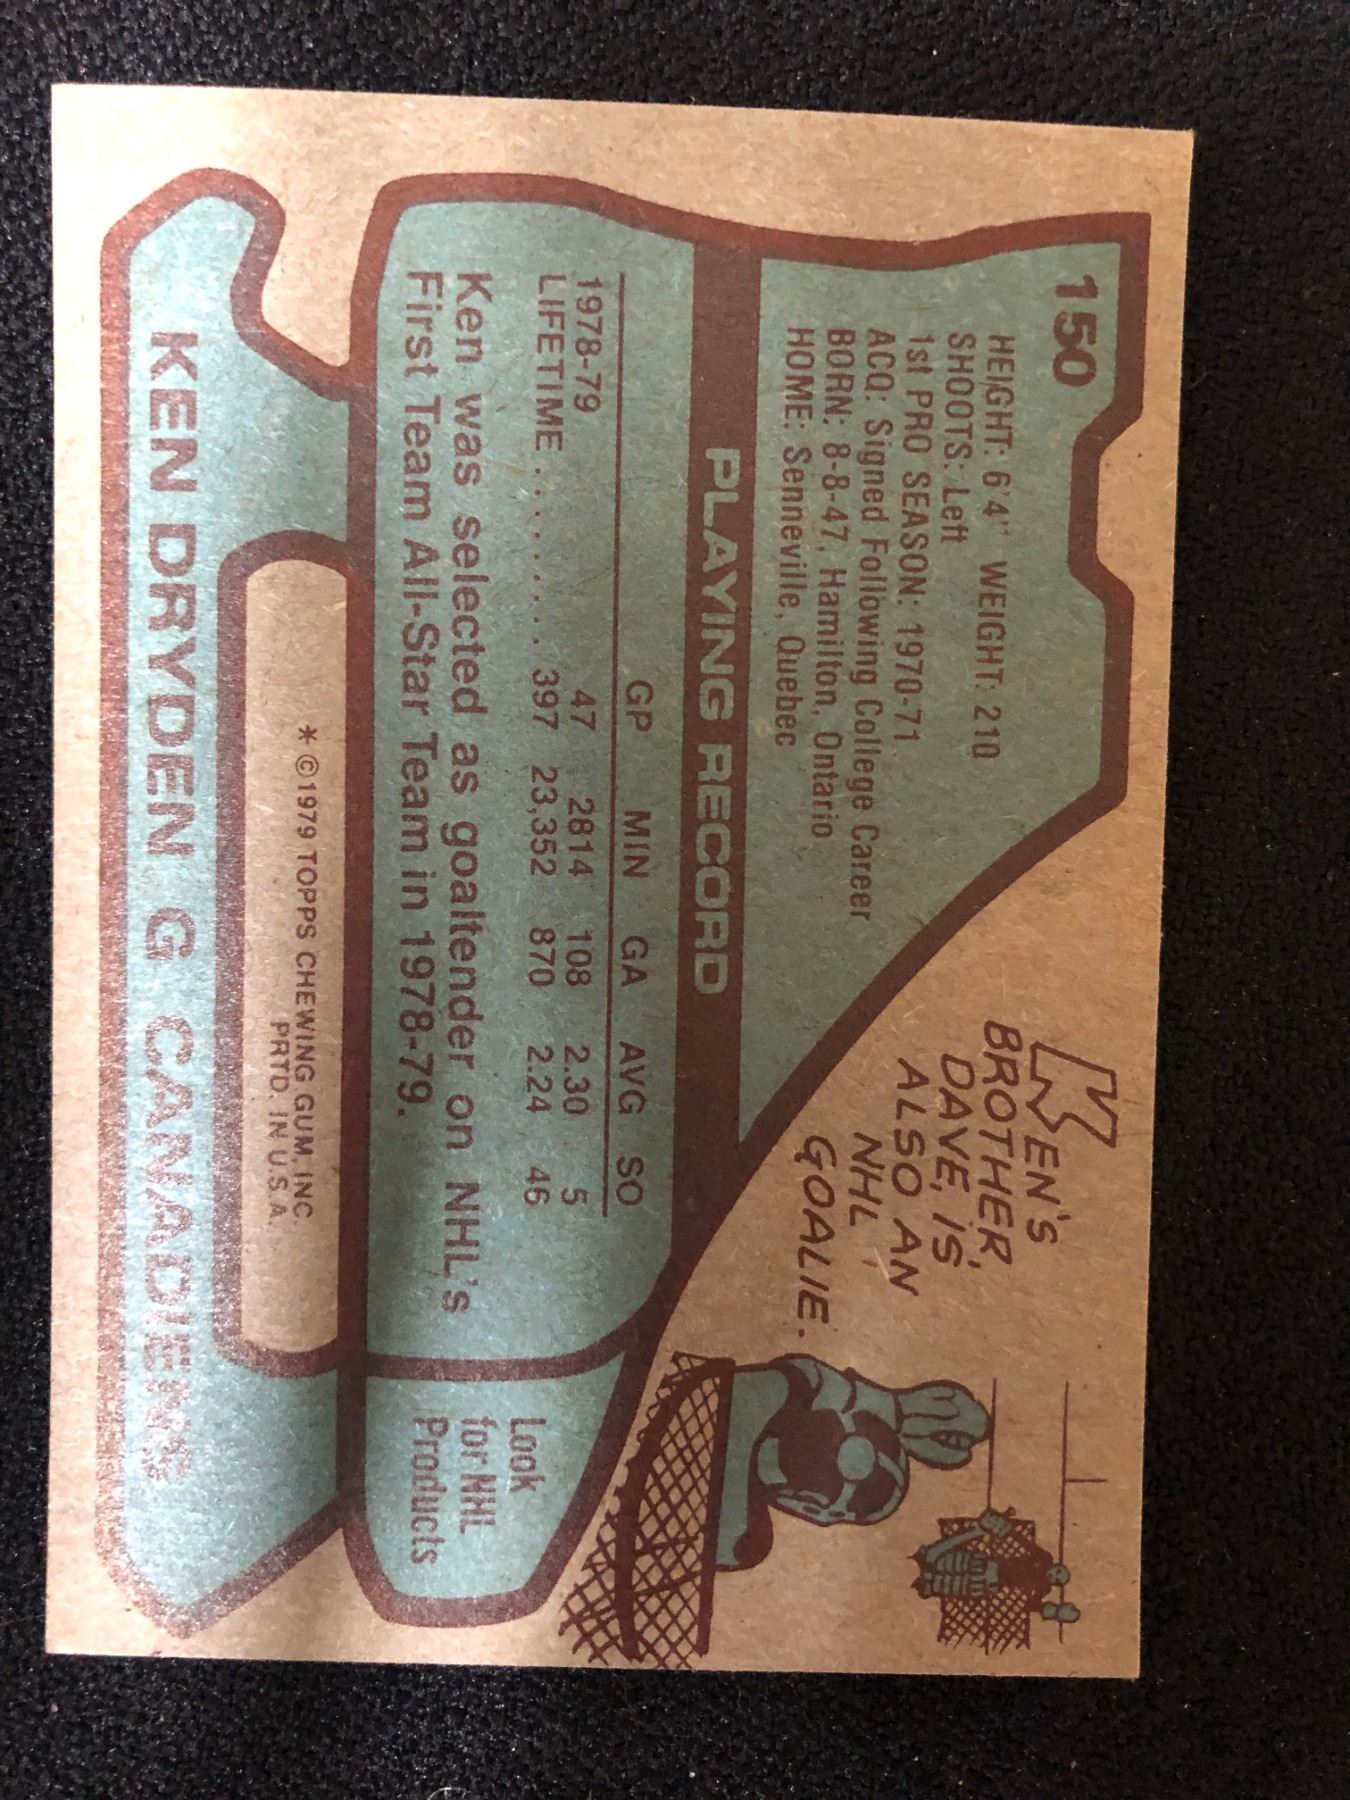 150
HEIGHT: 6'4" WEIGHT: 210
SHOOTS: Left
1st PRO SEASON: 1970-71
ACQ: Signed Following College Career
BORN: 8-8-47, Hamilton, Ontario
HOME: Senneville, Quebec
KEN'S
BROTHER,
DAVE, IS
ALSO AN
NHL
GOALIE.
PLAYING RECORD
GP MIN GA AVG SO
1978-79 47 2814 108 2.30 5
LIFETIME.......... 397 23,352 870 2.24 46
Ken was selected as goaltender on NHL's
First Team All-Star Team in 1978-79.
Look
for NHL
Products
* ©1979 TOPPS CHEWING GUM, INC.
PRTD. IN U.S.A.
KEN DRYDEN G CANADIENS